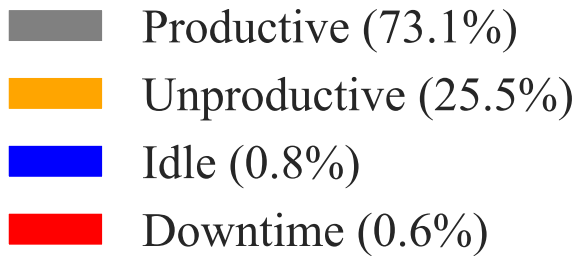 Productive (73.1%)
Unproductive (25.5%)
Idle (0.8%)
Downtime (0.6%)